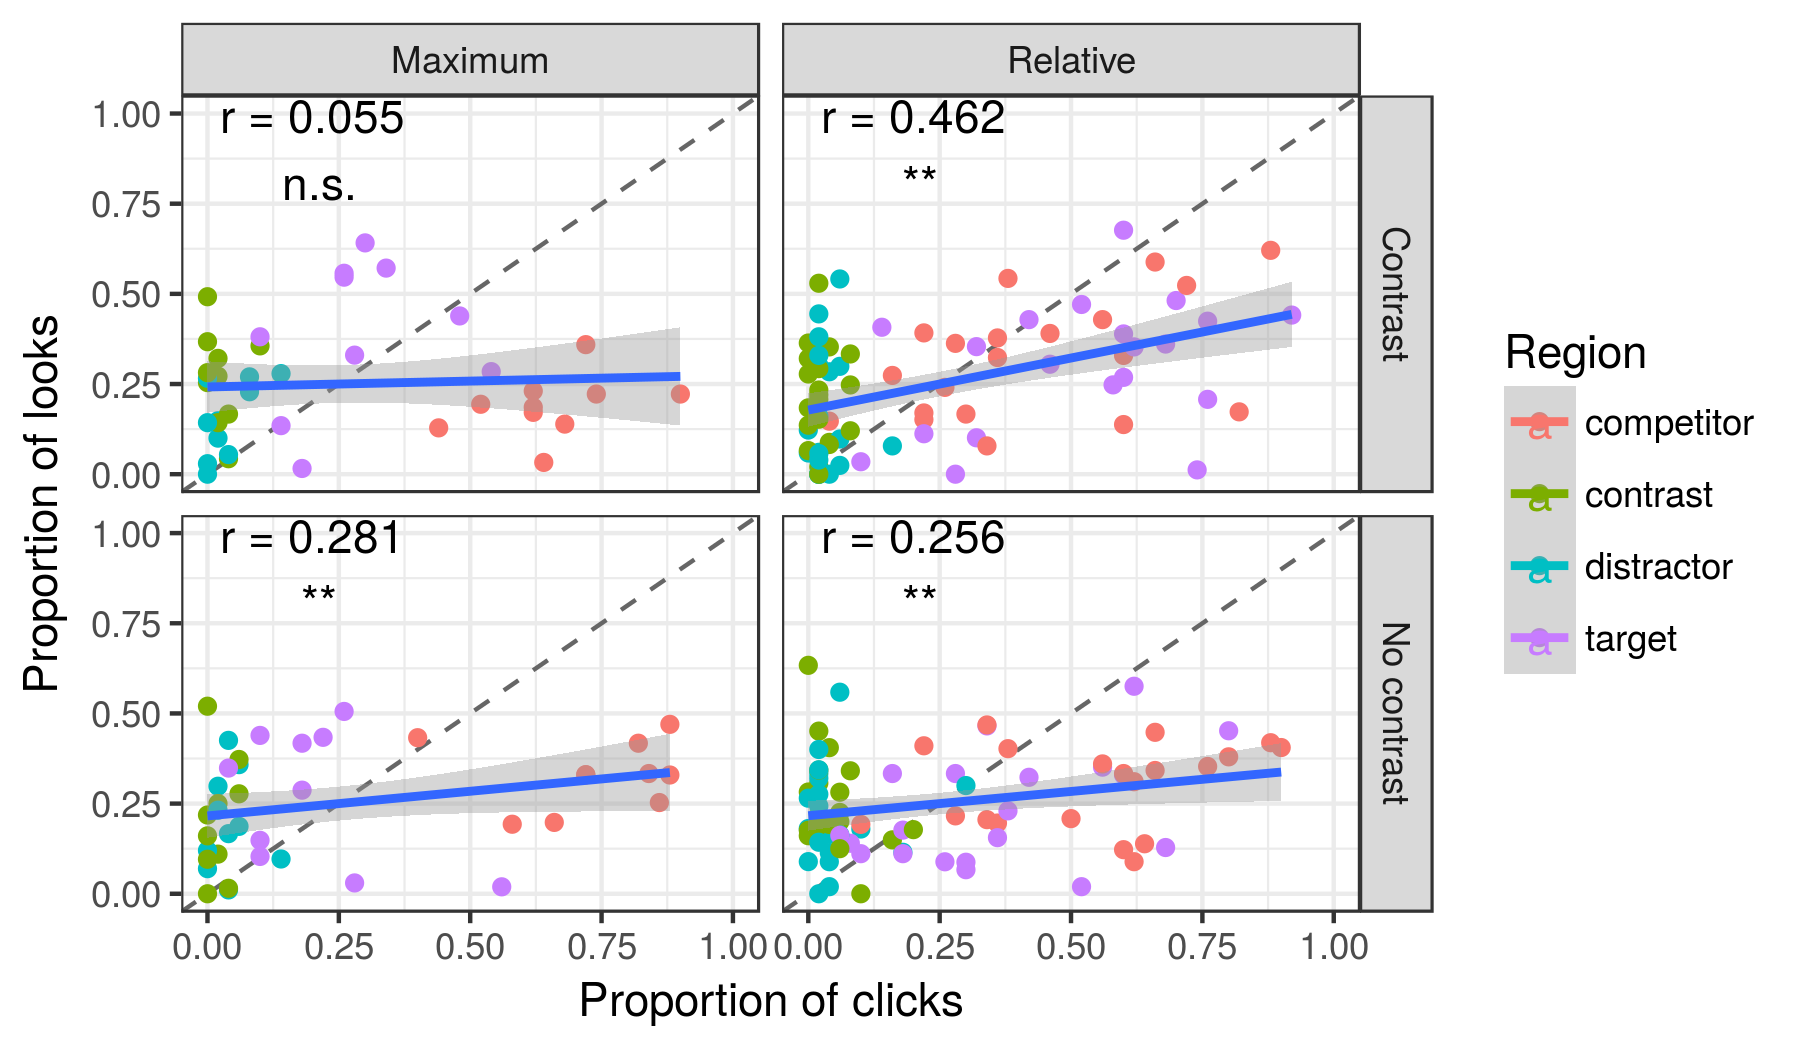 Maximum
Relative
r = 0.055
n.s.
r = 0.462
**
r = 0.281
**
r = 0.256
**
1.00
0.75
0.50
0.25
0.00
1.00
0.75
0.50
0.25
0.00
0.00 0.25 0.50 0.75 1.00
0.00 0.25 0.50 0.75 1.00
Proportion of clicks
Proportion of looks
Contrast
No contrast
Region
a competitor
a contrast
a distractor
a target